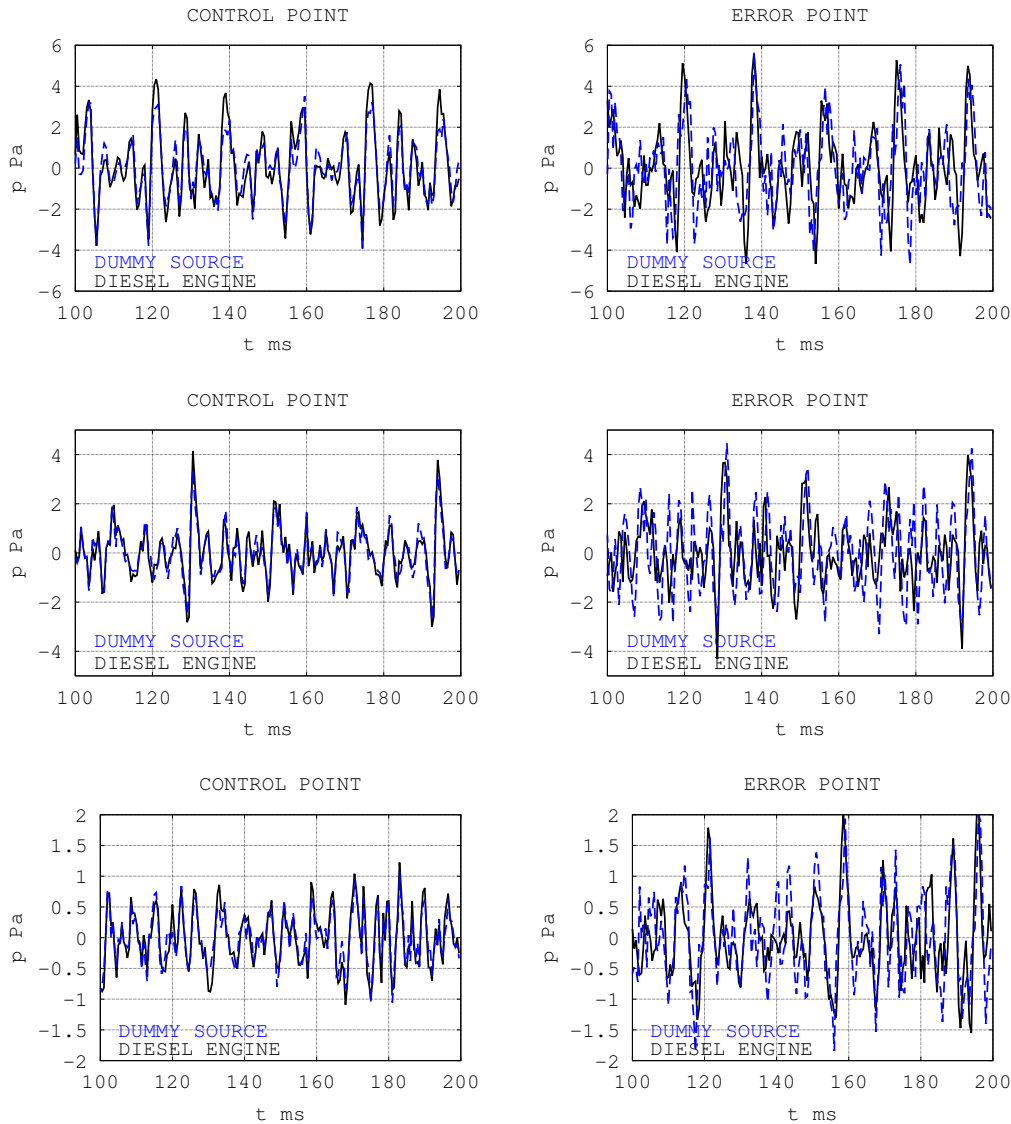 CONTROL POINT
ERROR POINT
p Pa
6
4
2
0
−2
−4
−6
DUMMY SOURCE
DIESEL ENGINE
100 120 140 160 180 200
t ms
p Pa
6
4
2
0
−2
−4
−6
DUMMY SOURCE
DIESEL ENGINE
100 120 140 160 180 200
t ms
CONTROL POINT
ERROR POINT
p Pa
4
2
0
−2
−4
DUMMY SOURCE
DIESEL ENGINE
100 120 140 160 180 200
t ms
p Pa
4
2
0
−2
−4
DUMMY SOURCE
DIESEL ENGINE
100 120 140 160 180 200
t ms
CONTROL POINT
ERROR POINT
p Pa
2
1.5
1
0.5
0
−0.5
−1
−1.5
−2
DUMMY SOURCE
DIESEL ENGINE
100 120 140 160 180 200
t ms
p Pa
2
1.5
1
0.5
0
−0.5
−1
−1.5
−2
DUMMY SOURCE
DIESEL ENGINE
100 120 140 160 180 200
t ms